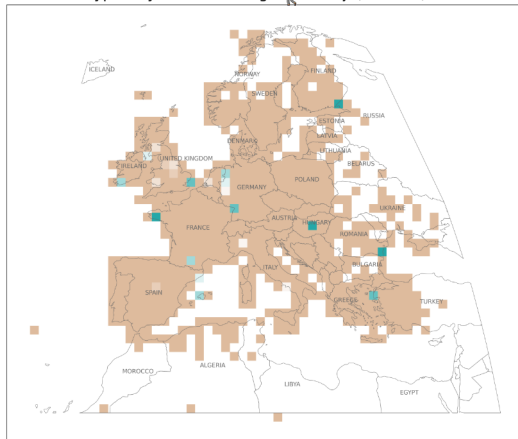 ICELAND
NORWAY
FINLAND
SWEDEN
RUSSIA
ESTONIA
LATVIA
DENMARK
LITHUANIA
IRELAND
UNITED KINGDOM
BELARUS
POLAND
GERMANY
UKRAINE
AUSTRIA
HUNGARY
FRANCE
ROMANIA
ITALY
BULGARIA
SPAIN
GREECE
TURKEY
MOROCCO
ALGERIA
LIBYA
EGYPT